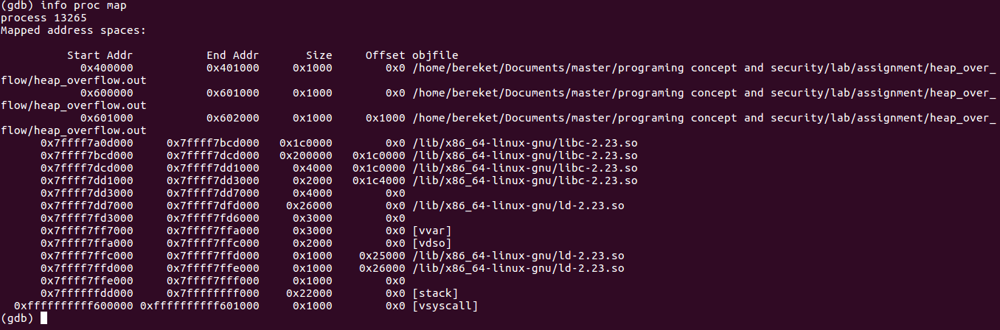 (gdb) info proc map
process 13265
Mapped address spaces:
Start Addr End Addr Size Offset objfile
0x400000 0x401000 0x1000 0x0 /home/bereket/Documents/master/programing concept and security/lab/assignment/heap_over_
flow/heap_overflow.out
0x600000 0x601000 0x1000 0x0 /home/bereket/Documents/master/programing concept and security/lab/assignment/heap_over_
flow/heap_overflow.out
0x601000 0x602000 0x1000 0x1000 /home/bereket/Documents/master/programing concept and security/lab/assignment/heap_over_
flow/heap_overflow.out
0x7ffff7a0d000 0x7ffff7bcd000 0x1c0000 0x0 /lib/x86_64-linux-gnu/libc-2.23.so
0x7ffff7bcd000 0x7ffff7dcd000 0x200000 0x1c0000 /lib/x86_64-linux-gnu/libc-2.23.so
0x7ffff7dcd000 0x7ffff7dd1000 0x4000 0x1c0000 /lib/x86_64-linux-gnu/libc-2.23.so
0x7ffff7dd1000 0x7ffff7dd3000 0x2000 0x1c4000 /lib/x86_64-linux-gnu/libc-2.23.so
0x7ffff7dd3000 0x7ffff7dd7000 0x4000 0x0
0x7ffff7dd7000 0x7ffff7dfd000 0x26000 0x0 /lib/x86_64-linux-gnu/ld-2.23.so
0x7ffff7fd3000 0x7ffff7fd6000 0x3000 0x0
0x7ffff7ff7000 0x7ffff7ffa000 0x3000 0x0 [vvar]
0x7ffff7ffa000 0x7ffff7ffc000 0x2000 0x0 [vdso]
0x7ffff7ffc000 0x7ffff7ffd000 0x1000 0x25000 /lib/x86_64-linux-gnu/ld-2.23.so
0x7ffff7ffd000 0x7ffff7ffe000 0x1000 0x26000 /lib/x86_64-linux-gnu/ld-2.23.so
0x7ffff7ffe000 0x7ffff7fff000 0x1000 0x0
0x7ffffffdd000 0x7ffffffff000 0x22000 0x0 [stack]
0xffffffffff600000 0xffffffffff601000 0x1000 0x0 [vsyscall]
(gdb)